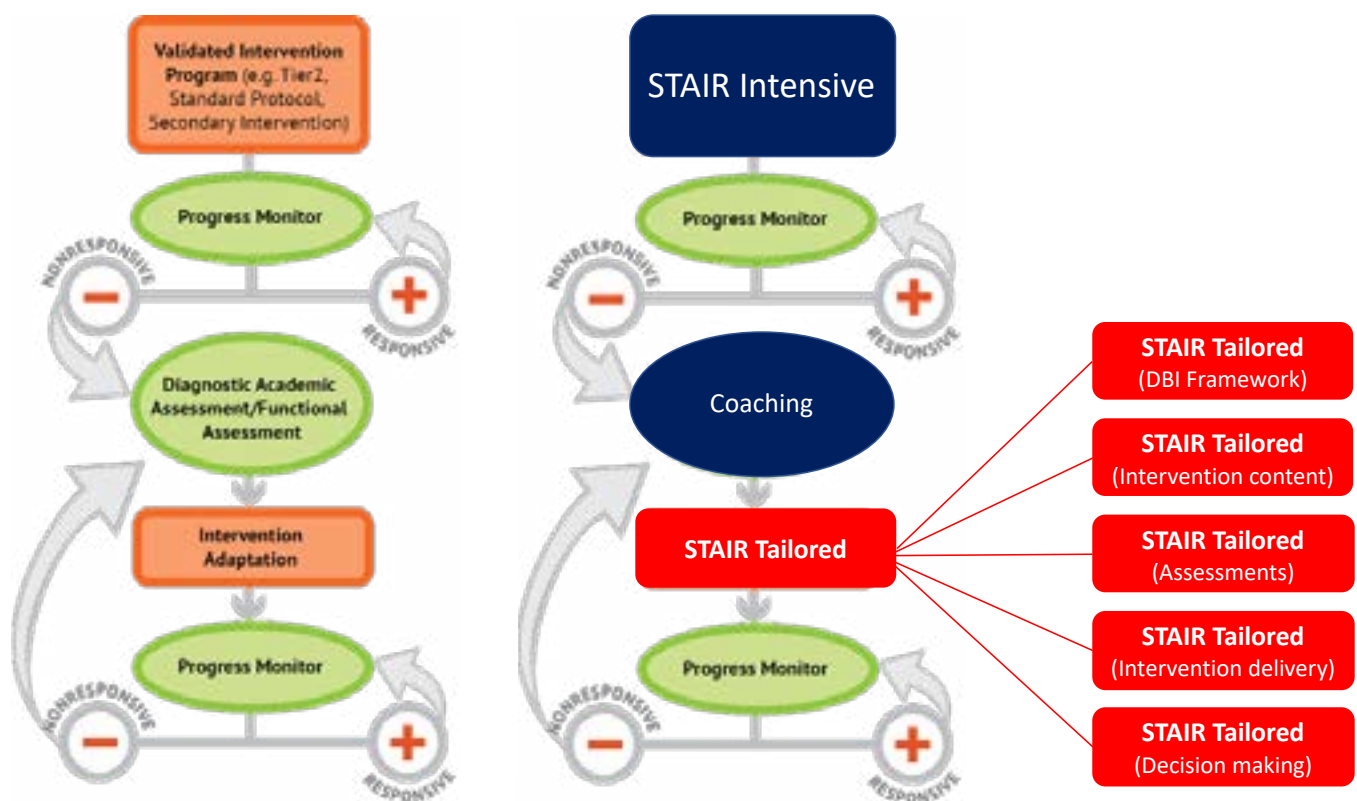 Validated Intervention
Program (e.g. Tier2,
Standard Protocol,
Secondary Intervention)
Progress Monitor
NONRESPONSIVE
RESPONSIVE
Diagnostic Academic
Assessment/Functional
Assessment
Intervention
Adaptation
Progress Monitor
NONRESPONSIVE
RESPONSIVE
STAIR Intensive
Progress Monitor
NONRESPONSIVE
RESPONSIVE
Coaching
STAIR Tailored
Progress Monitor
NONRESPONSIVE
RESPONSIVE
STAIR Tailored
(DBI Framework)
STAIR Tailored
(Intervention content)
STAIR Tailored
(Assessments)
STAIR Tailored
(Intervention delivery)
STAIR Tailored
(Decision making)